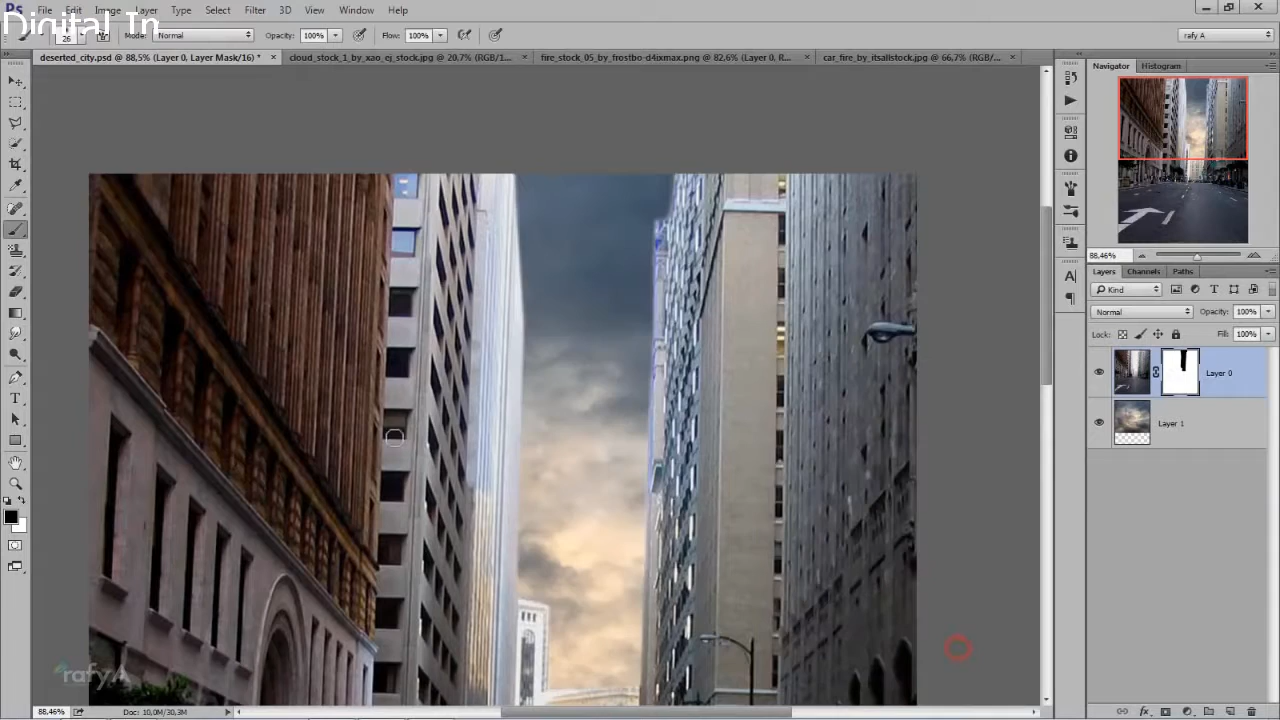 Ps File Edit Image Layer Type Select Filter 3D View Window Help
Digital In
26 Mode: Normal Opacity: 100% Flow: 100% rafy A
deserted_city.psd @ 88,5% (Layer 0, Layer Mask/16) * × cloud_stock_1_by_xao_ej_stock.jpg @ 20,7% (RGB/1... × fire_stock_05_by_frostbo-d4ixmax.png @ 82,6% (Layer 0, R... × car_fire_by_itsallstock.jpg @ 66,7% (RGB/... ×
Navigator Histogram
88,46%
Layers Channels Paths
Kind
Normal Opacity: 100%
Lock: Fill: 100%
Layer 0
Layer 1
rafyA
88,46% Doc: 10,0M/30,3M